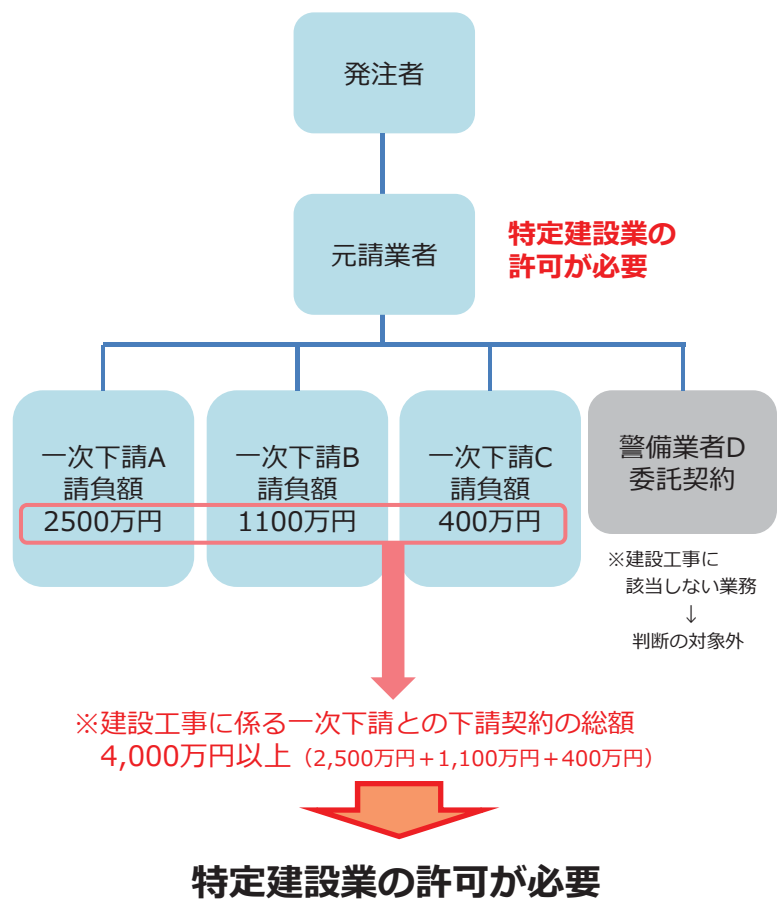 発注者
元請業者
特定建設業の
許可が必要
一次下請A
請負額
2500万円
一次下請B
請負額
1100万円
一次下請C
請負額
400万円
警備業者D
委託契約
※建設工事に
該当しない業務
↓
判断の対象外
※建設工事に係る一次下請との下請契約の総額
4,000万円以上（2,500万円＋1,100万円＋400万円）
特定建設業の許可が必要